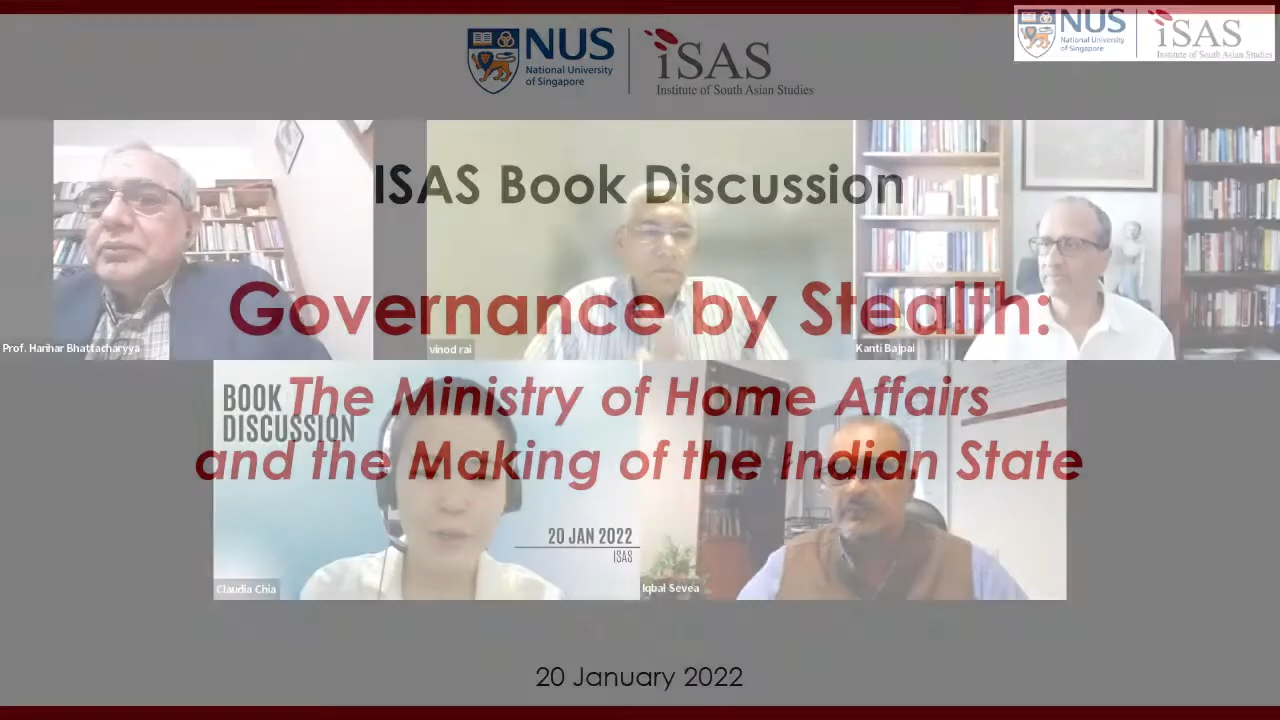 NUS
National University
of Singapore
iSAS
Institute of South Asian Studies
NUS
National University
of Singapore
iSAS
Institute of South Asian Studies
ISAS Book Discussion
Governance by Stealth:
Prof. Harihar Bhattacharyya
vinod rai
Kanti Bajpai
The Ministry of Home Affairs
and the Making of the Indian State
BOOK
DISCUSSION
20 JAN 2022
ISAS
Claudia Chia
Iqbal Sevea
20 January 2022